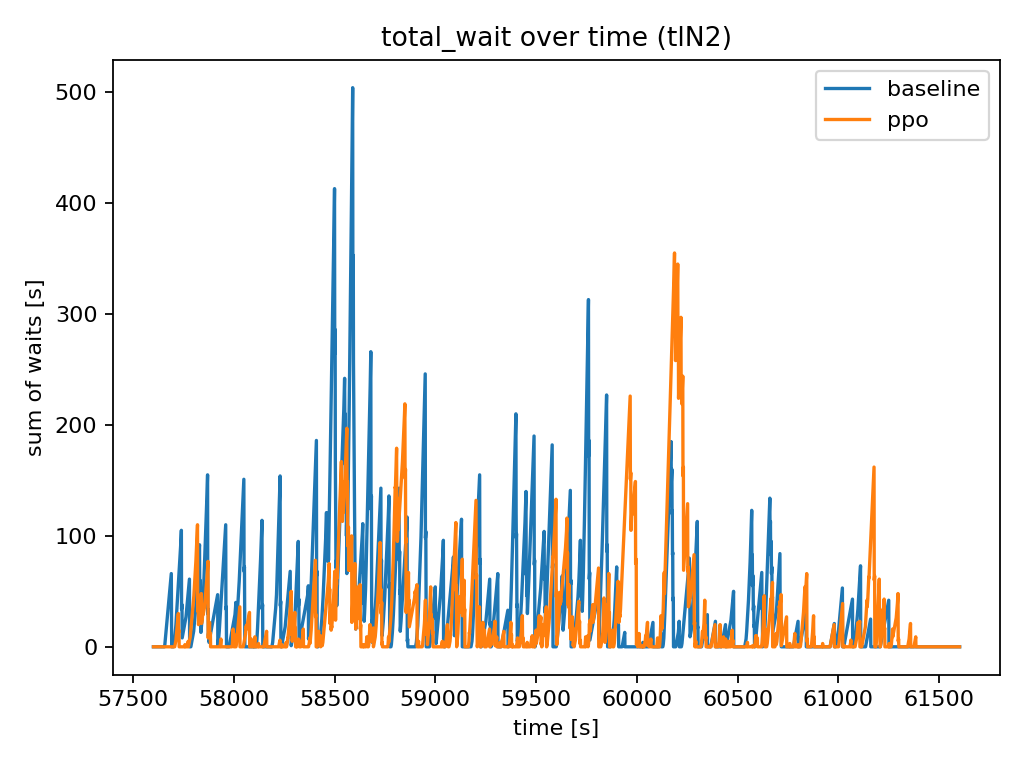 total_wait over time (tlN2)
baseline
ppo
sum of waits [s]
500
400
300
200
100
0
57500 58000 58500 59000 59500 60000 60500 61000 61500
time [s]